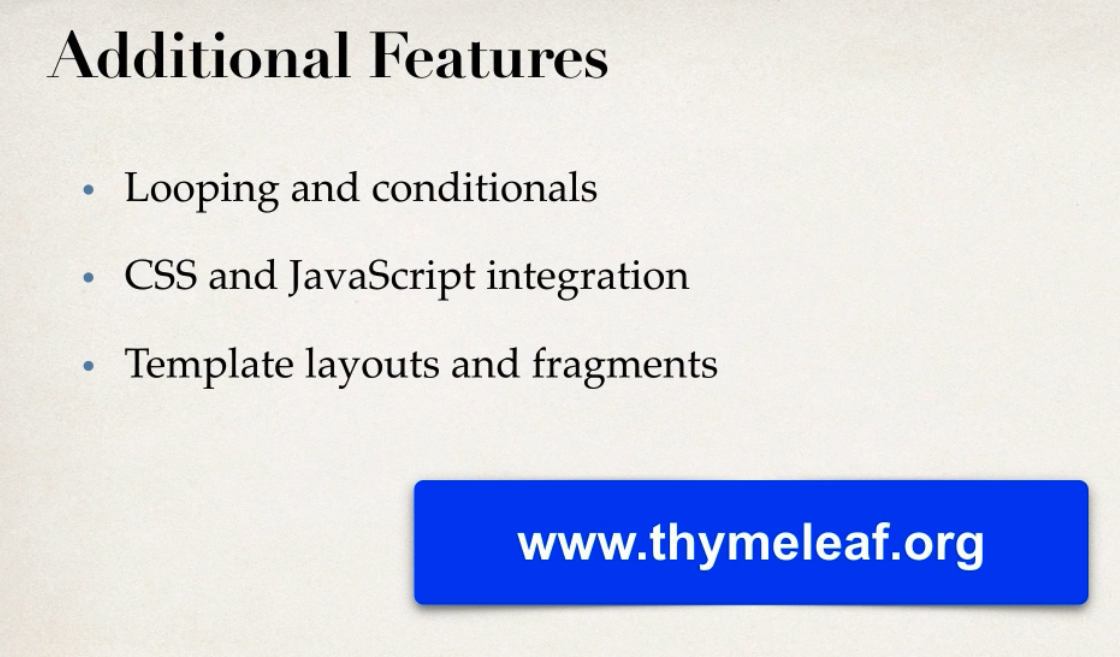 Additional Features
• Looping and conditionals
• CSS and JavaScript integration
• Template layouts and fragments
www.thymeleaf.org